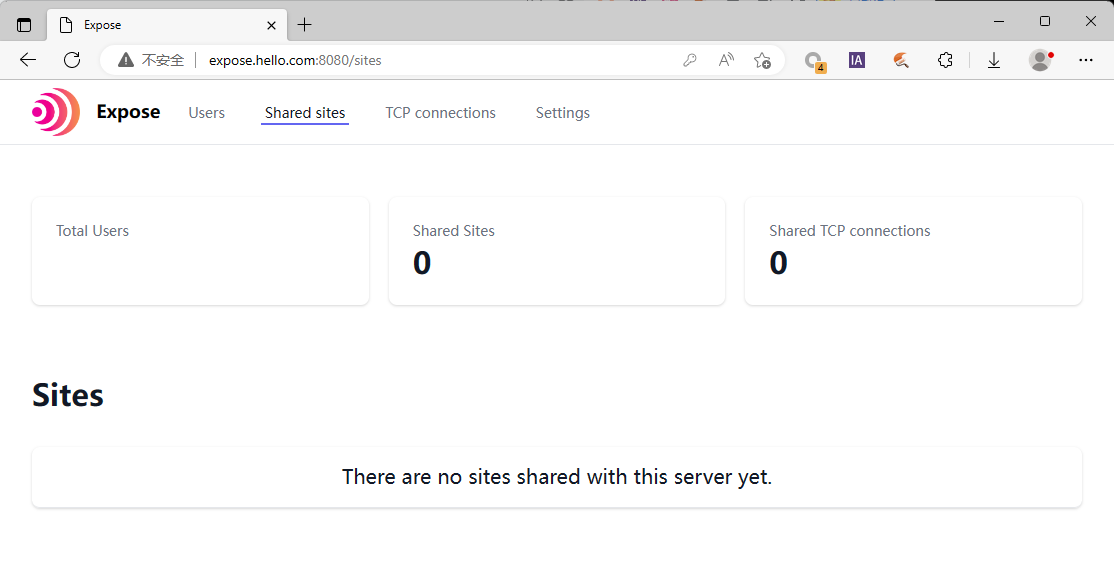 Expose
不安全
expose.hello.com:8080/sites
4
IA
Expose
Users
Shared sites
TCP connections
Settings
Total Users
Shared Sites
Shared TCP connections
0
0
Sites
There are no sites shared with this server yet.